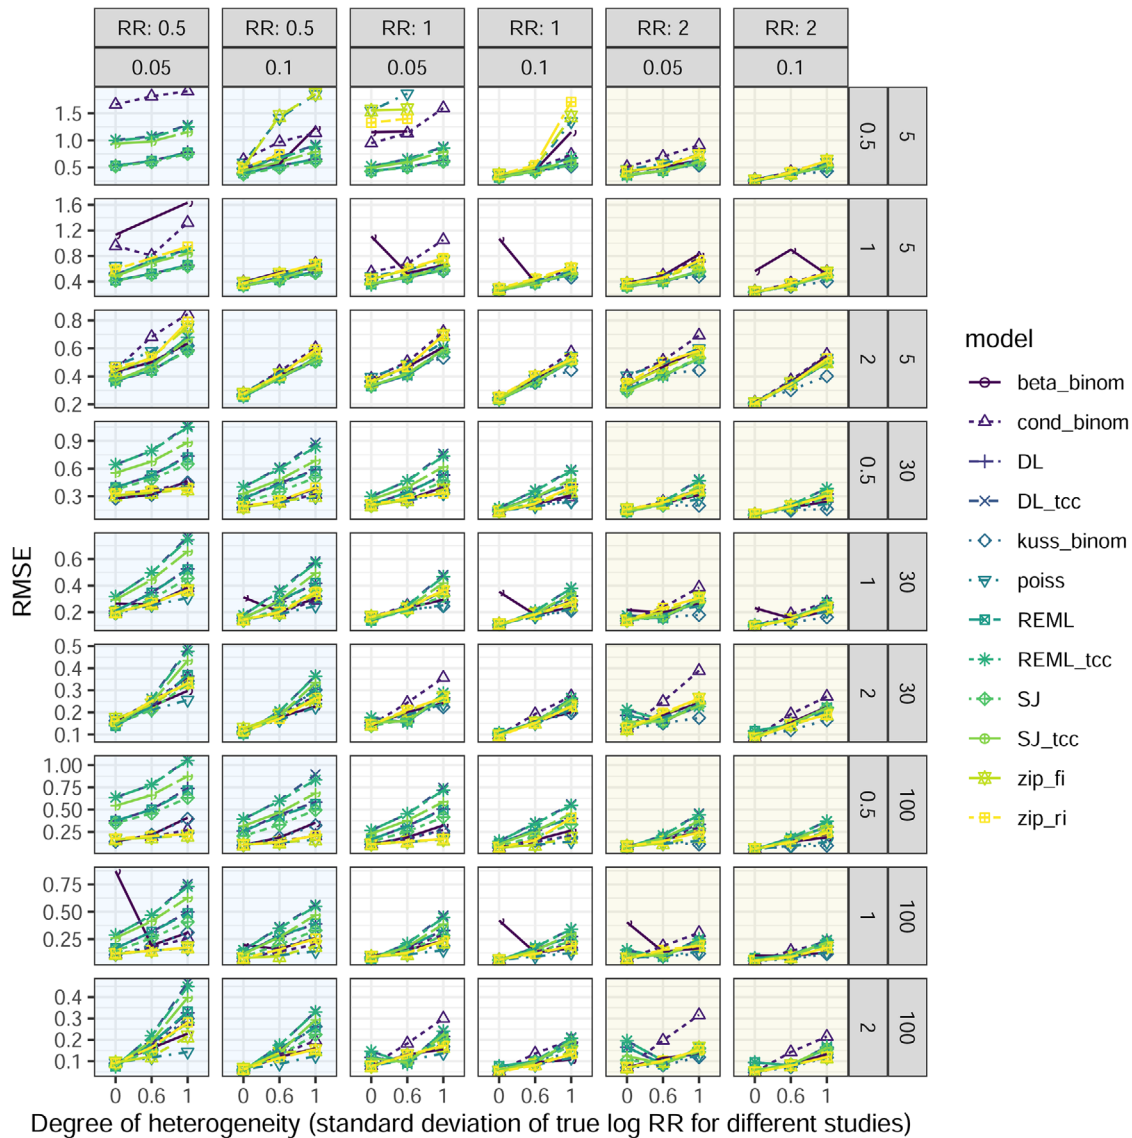 RR: 0.5 RR: 0.5 RR: 1 RR: 1 RR: 2 RR: 2
0.05 0.1 0.05 0.1 0.05 0.1
1.5
1.0
0.5
0.5 5
1.6
1.2
0.8
0.4
1 5
0.8
0.6
0.4
0.2
2 5
0.9
0.6
0.3
0.5 30
0.6
0.4
0.2
1 30
0.5
0.4
0.3
0.2
0.1
2 30
1.00
0.75
0.50
0.25
0.5 100
0.75
0.50
0.25
1 100
0.4
0.3
0.2
0.1
2 100
0 0.6 1 0 0.6 1 0 0.6 1 0 0.6 1 0 0.6 1 0 0.6 1
RMSE
Degree of heterogeneity (standard deviation of true log RR for different studies)
model
beta_binom
cond_binom
DL
DL_tcc
kuss_binom
poiss
REML
REML_tcc
SJ
SJ_tcc
zip_fi
zip_ri